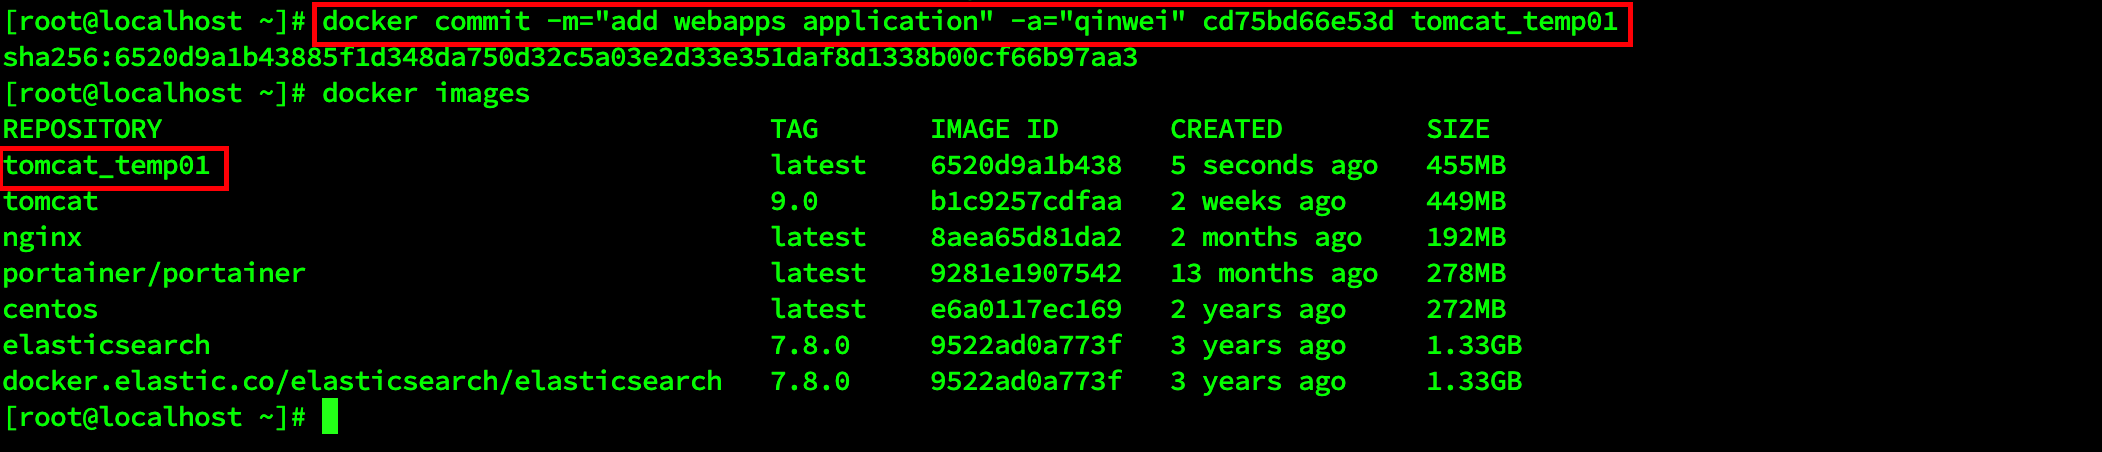 [root@localhost ~]# docker commit -m="add webapps application" -a="qinwei" cd75bd66e53d tomcat_temp01
sha256:6520d9a1b43885f1d348da750d32c5a03e2d33e351daf8d1338b00cf66b97aa3
[root@localhost ~]# docker images
REPOSITORY TAG IMAGE ID CREATED SIZE
tomcat_temp01 latest 6520d9a1b438 5 seconds ago 455MB
tomcat 9.0 b1c9257cdfaa 2 weeks ago 449MB
nginx latest 8aea65d81da2 2 months ago 192MB
portainer/portainer latest 9281e1907542 13 months ago 278MB
centos latest e6a0117ec169 2 years ago 272MB
elasticsearch 7.8.0 9522ad0a773f 3 years ago 1.33GB
docker.elastic.co/elasticsearch/elasticsearch 7.8.0 9522ad0a773f 3 years ago 1.33GB
[root@localhost ~]#